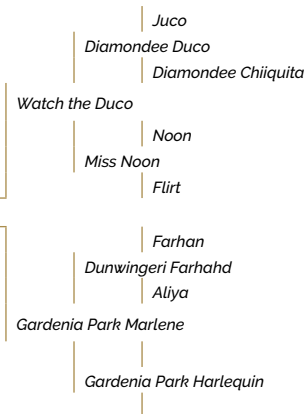 Juco
Diamondee Duco
Diamondee Chiiquita
Watch the Duco
Noon
Miss Noon
Flirt
Farhan
Dunwingeri Farhahd
Aliya
Gardenia Park Marlene
Gardenia Park Harlequin